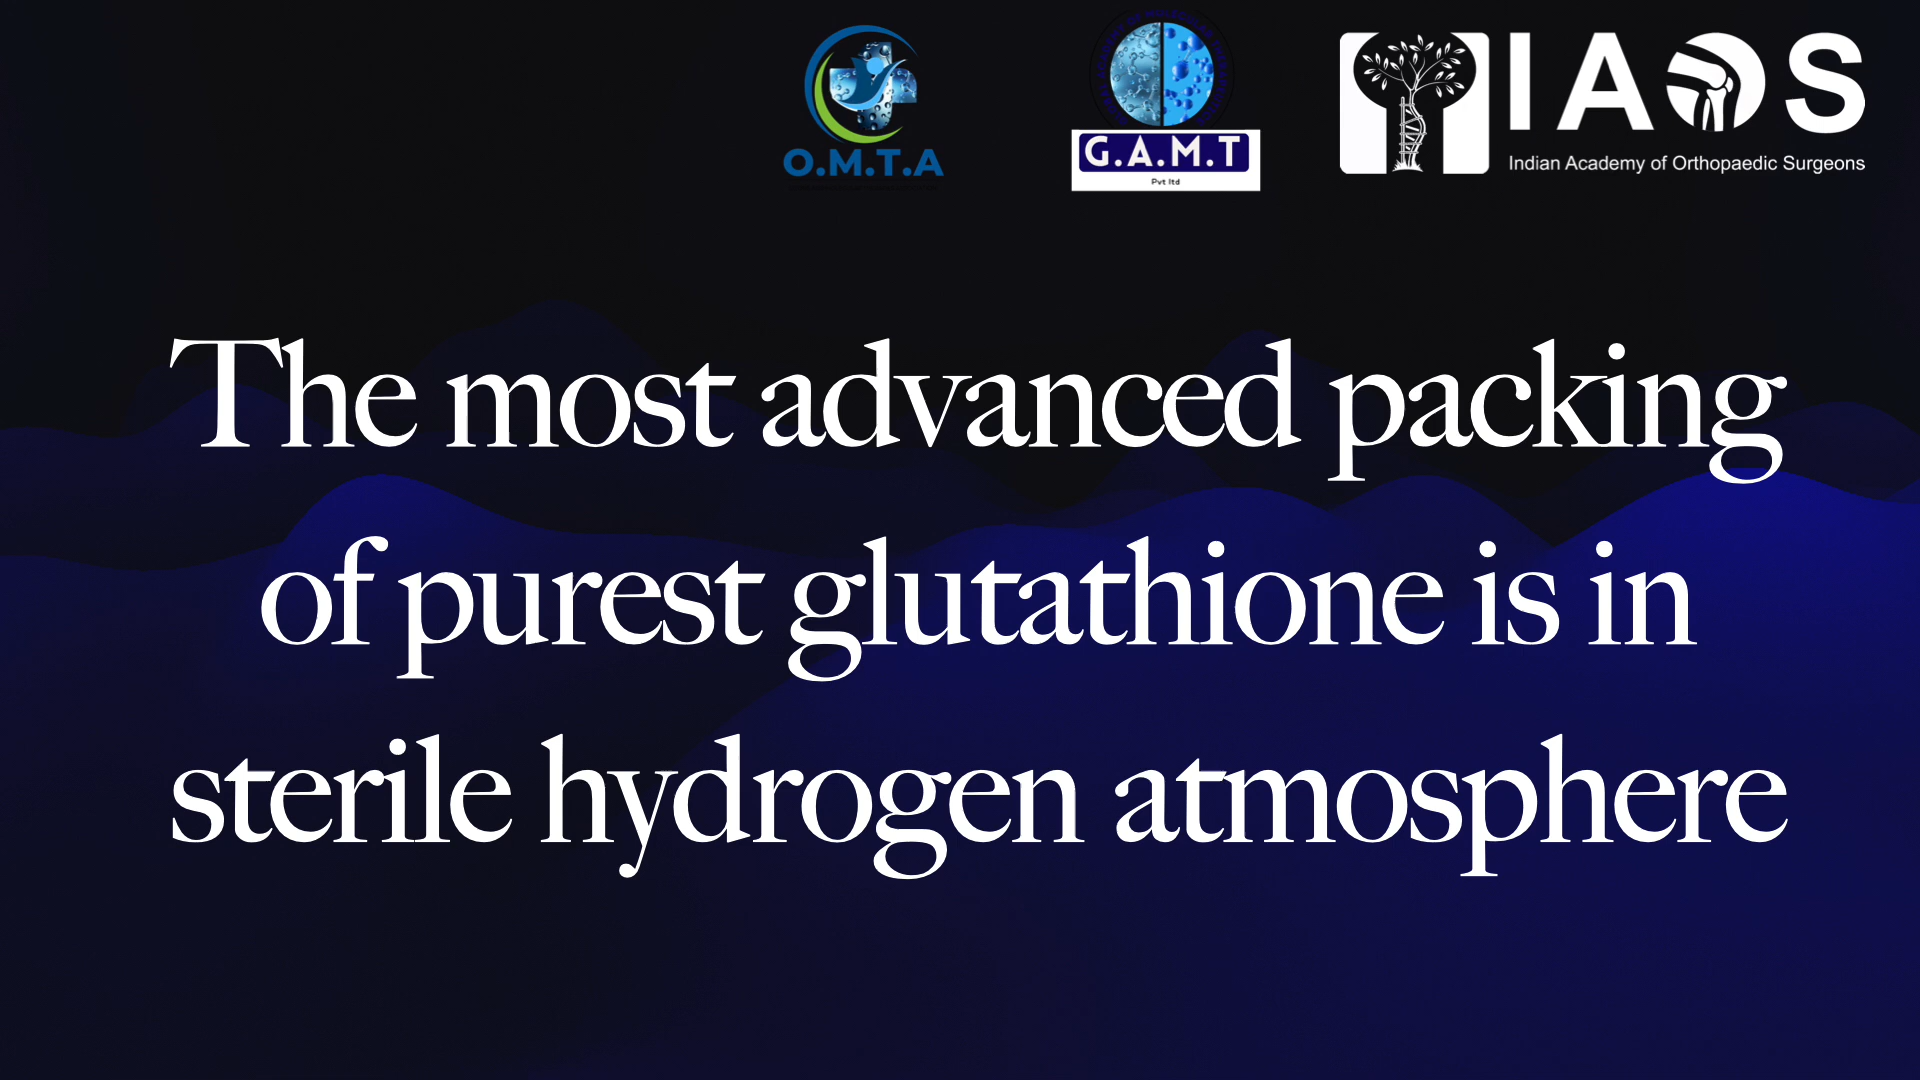 O.M.T.A
G.A.M.T
Pvt ltd
IAOS
Indian Academy of Orthopaedic Surgeons
The most advanced packing
of purest glutathione is in
sterile hydrogen atmosphere